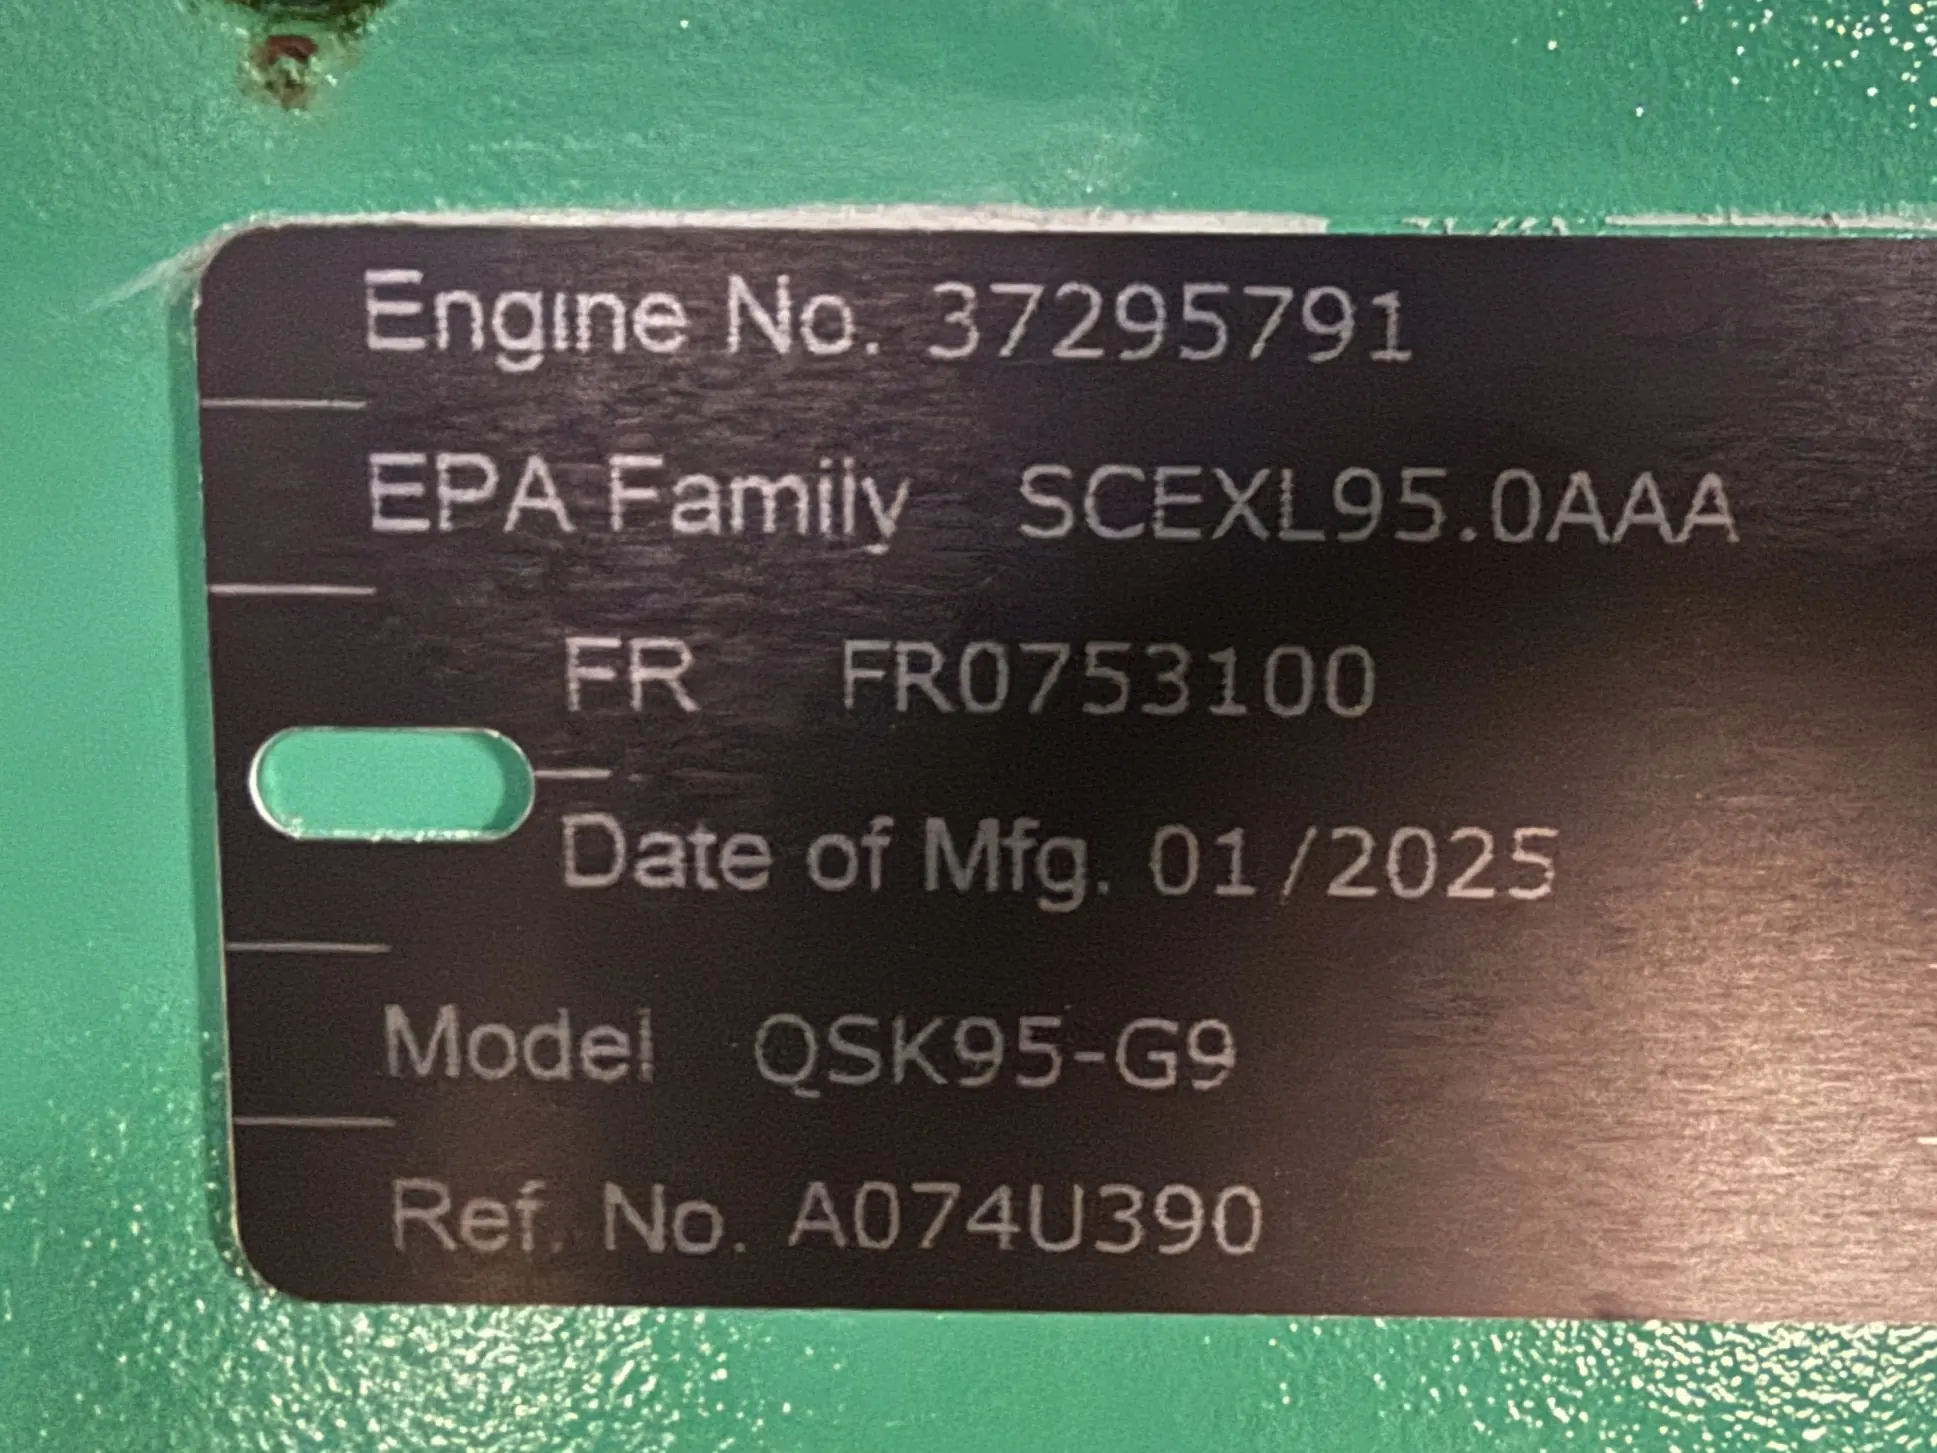 Engine No. 37295791
EPA Family SCEXL95.0AAA
FR FR0753100
Date of Mfg. 01/2025
Model QSK95-G9
Ref. No. A074U390